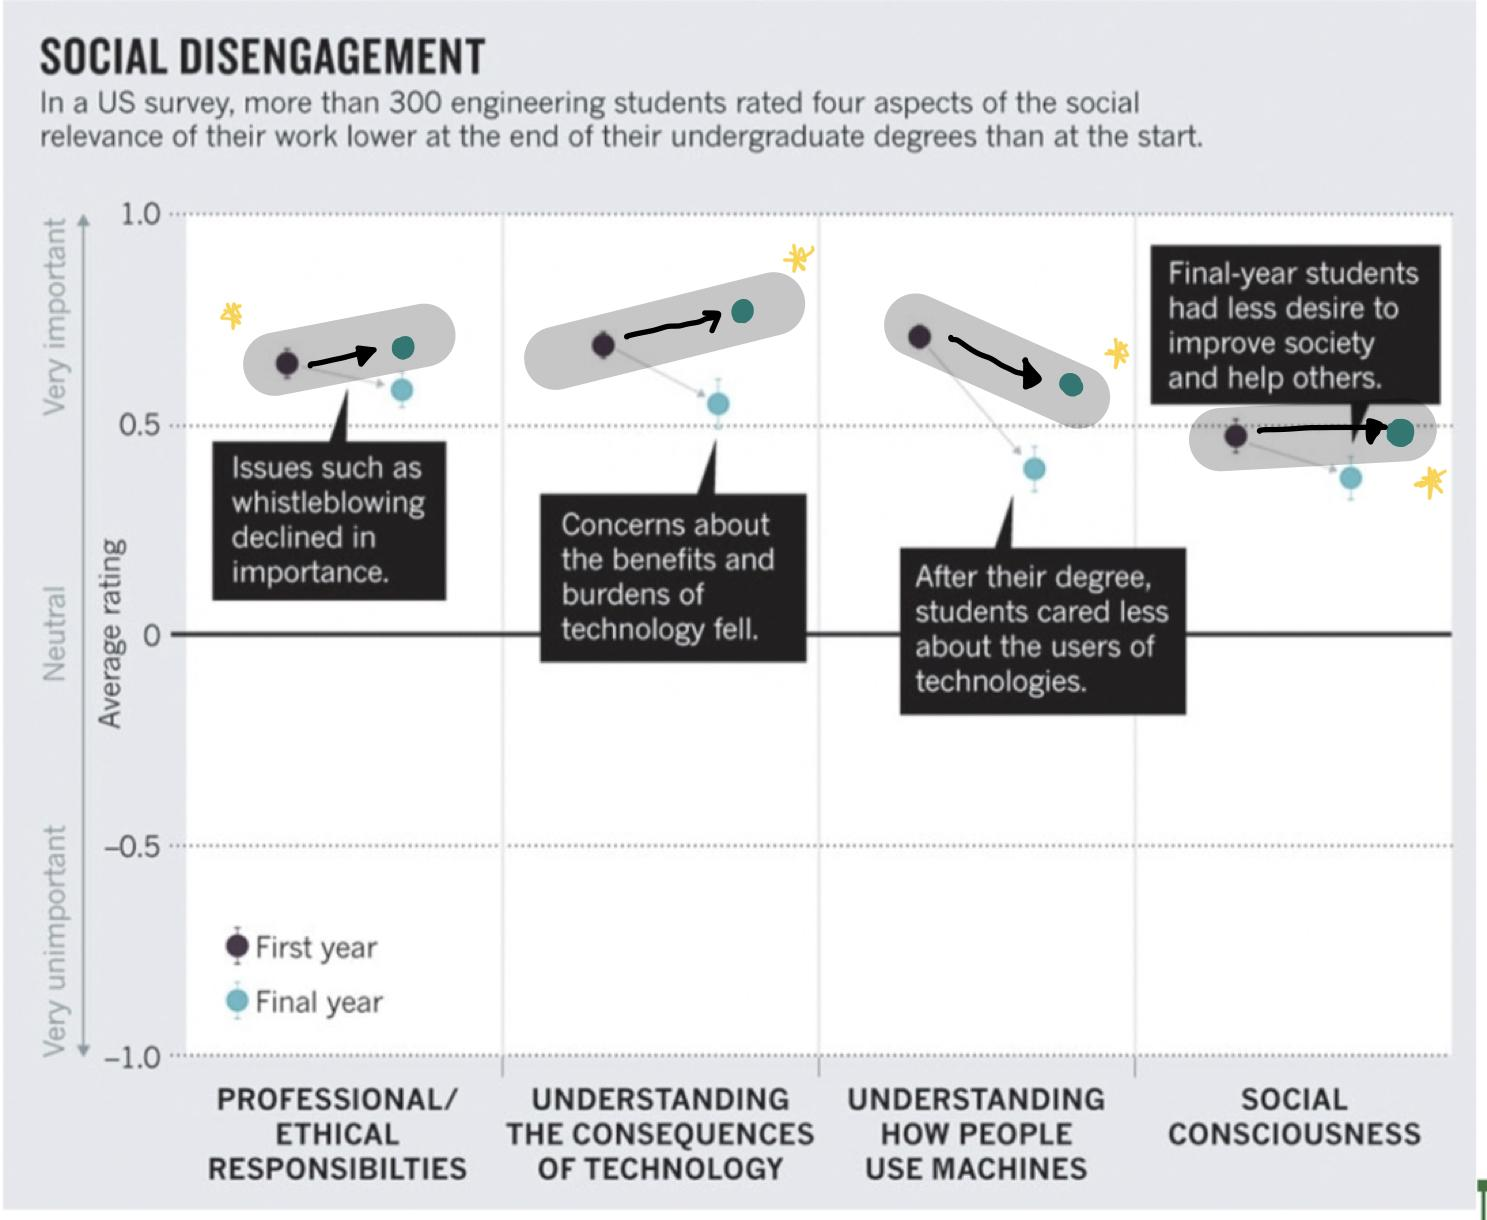 SOCIAL DISENGAGEMENT
In a US survey, more than 300 engineering students rated four aspects of the social
relevance of their work lower at the end of their undergraduate degrees than at the start.
Very important
Neutral
Very unimportant
Average rating
1.0
0.5
0
–0.5
–1.0
Issues such as
whistleblowing
declined in
importance.
Concerns about
the benefits and
burdens of
technology fell.
After their degree,
students cared less
about the users of
technologies.
Final-year students
had less desire to
improve society
and help others.
First year
Final year
PROFESSIONAL/
ETHICAL
RESPONSIBILTIES
UNDERSTANDING
THE CONSEQUENCES
OF TECHNOLOGY
UNDERSTANDING
HOW PEOPLE
USE MACHINES
SOCIAL
CONSCIOUSNESS